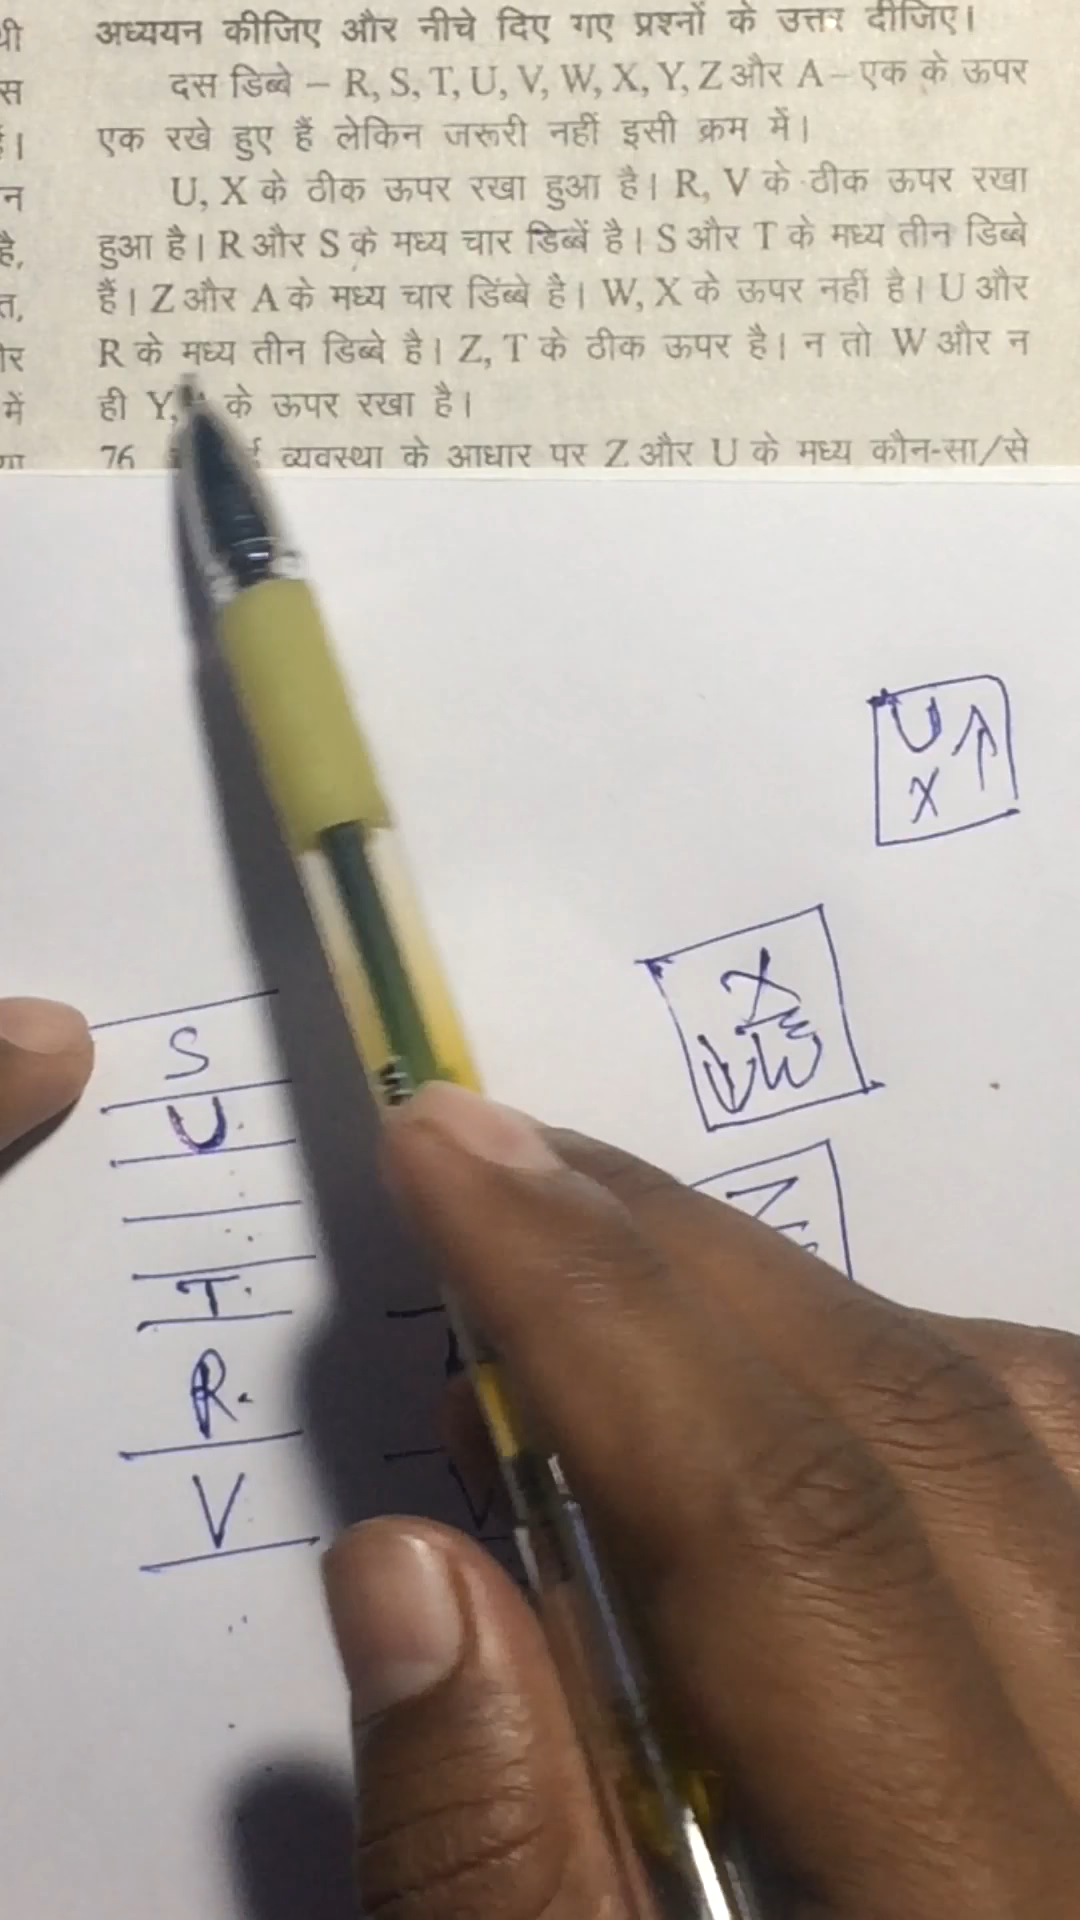 थी अध्ययन कीजिए और नीचे दिए गए प्रश्नों के उत्तर दीजिए।
स दस डिब्बे – R, S, T, U, V, W, X, Y, Z और A – एक के ऊपर
एक रखे हुए हैं लेकिन जरूरी नहीं इसी क्रम में।
न U, X के ठीक ऊपर रखा हुआ है। R, V के ठीक ऊपर रखा
है, हुआ है। R और S के मध्य चार डिब्बें है। S और T के मध्य तीन डिब्बे
त, हैं। Z और A के मध्य चार डिंब्बे है। W, X के ऊपर नहीं है। U और
R के मध्य तीन डिब्बे है। Z, T के ठीक ऊपर है। न तो W और न
में ही Y, के ऊपर रखा है।
76 व्यवस्था के आधार पर Z और U के मध्य कौन-सा/से
U
X
X
W
S
U
T
R
V
Z
V